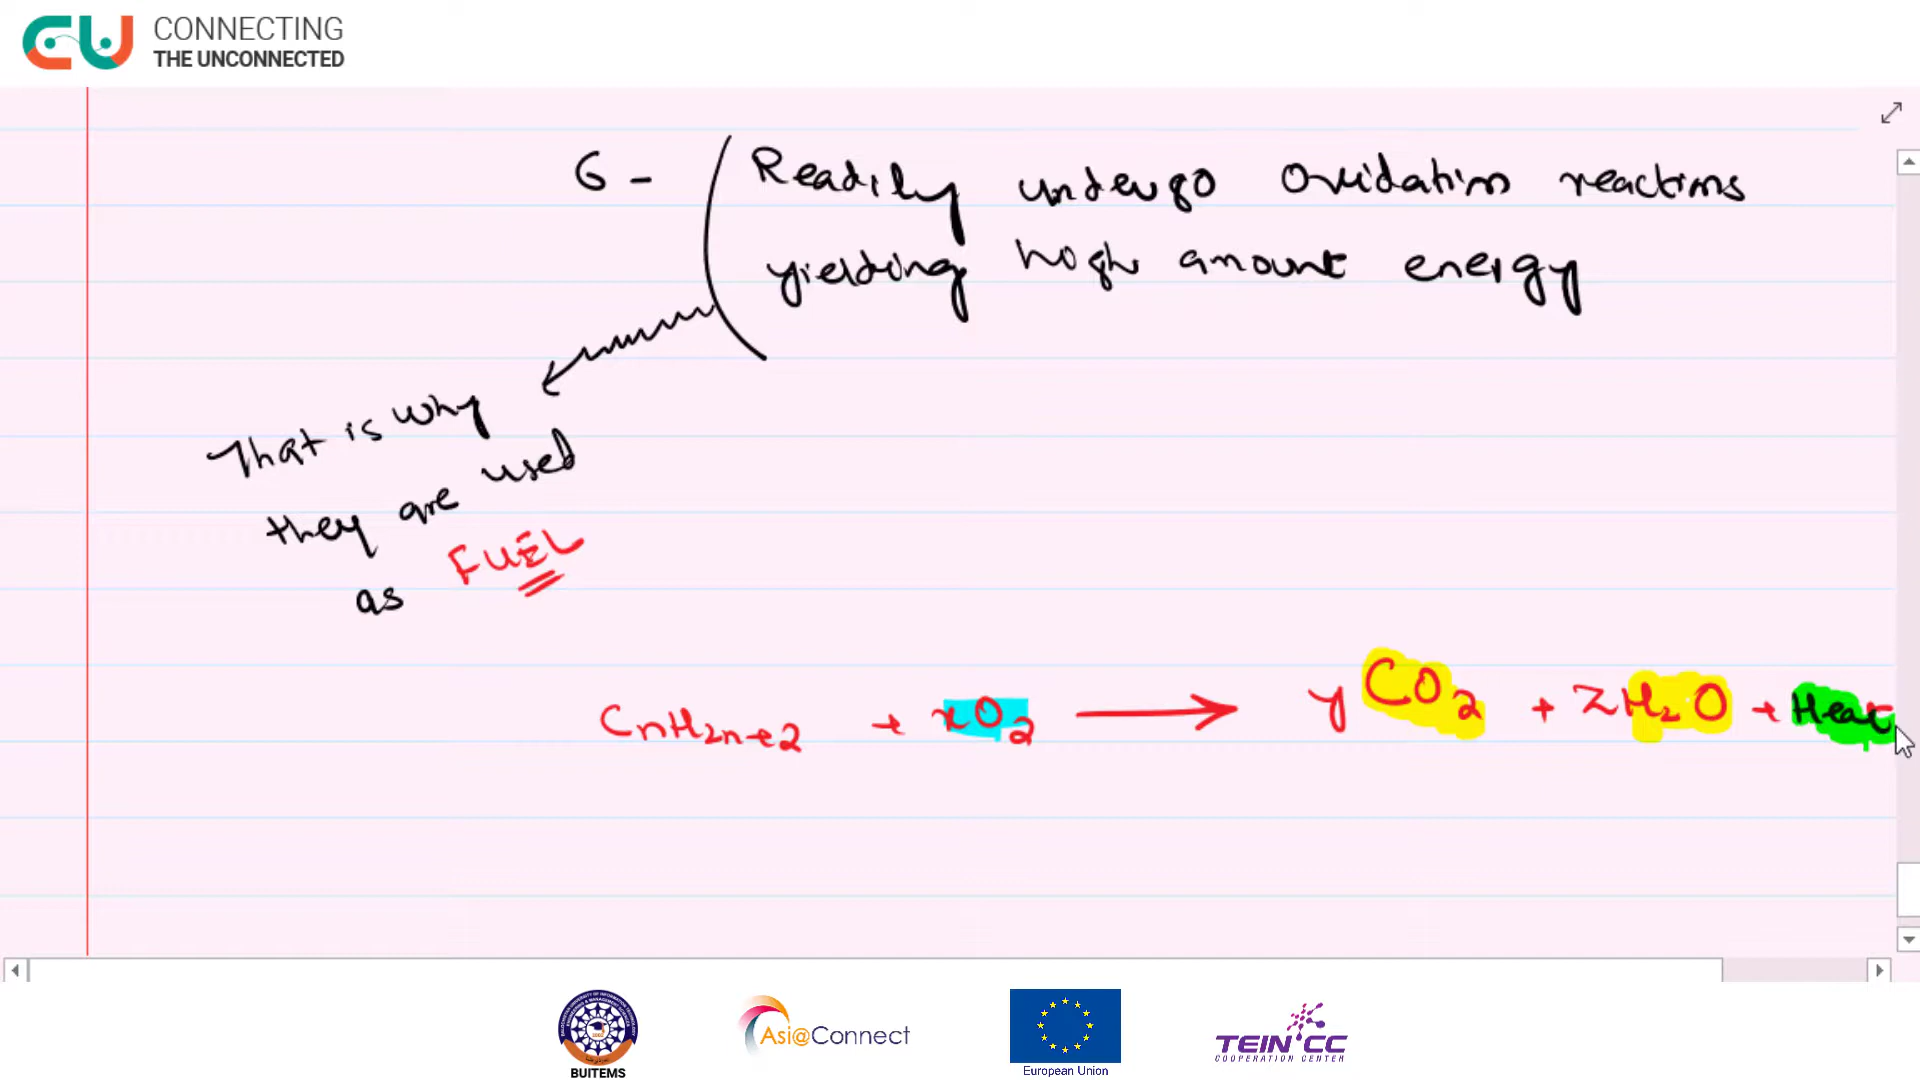 CONNECTING
THE UNCONNECTED
6 - Readily undergo Oxidation reactions
yielding high amount energy
That is why
they are used
as FUEL
CnH2n+2 + xO2 → yCO2 + zH2O + Heat
Asi@Connect
TEIN*CC
COOPERATION CENTER
BUITEMS
European Union